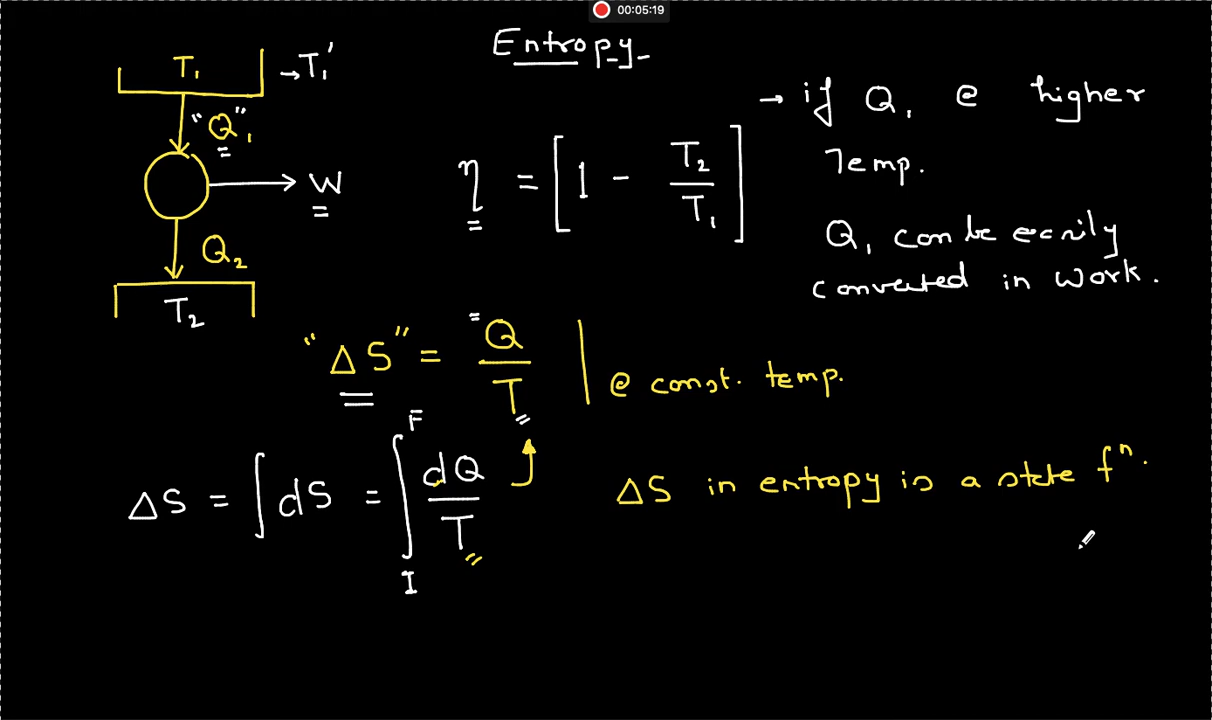 00:05:19
Entropy
T₁ → T₁'
"Q₁"
W
Q₂
T₂
η = [1 - T₂/T₁]
→ if Q₁ @ higher
Temp.
Q₁ can be easily
converted in work.
"ΔS" = Q/T | @ const. temp.
ΔS = ∫dS = ∫_I^F dQ/T
ΔS in entropy is a state fⁿ.